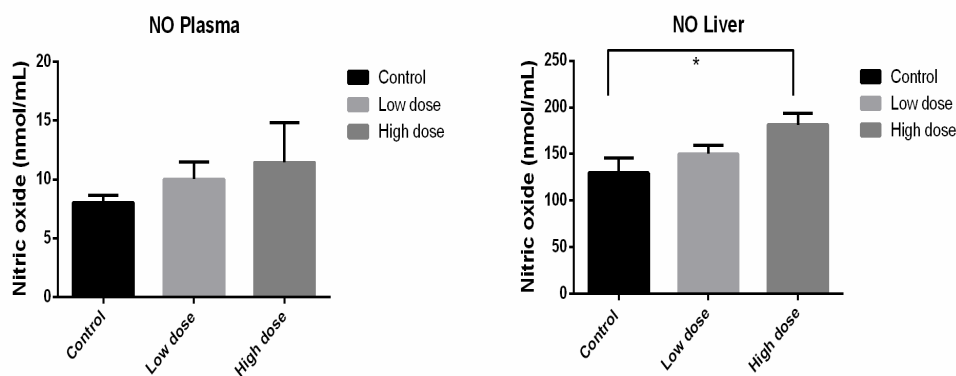 NO Plasma
Nitric oxide (nmol/mL)
20
15
10
5
0
Control
Low dose
High dose
Control
Low dose
High dose
NO Liver
Nitric oxide (nmol/mL)
250
200
150
100
50
0
*
Control
Low dose
High dose
Control
Low dose
High dose